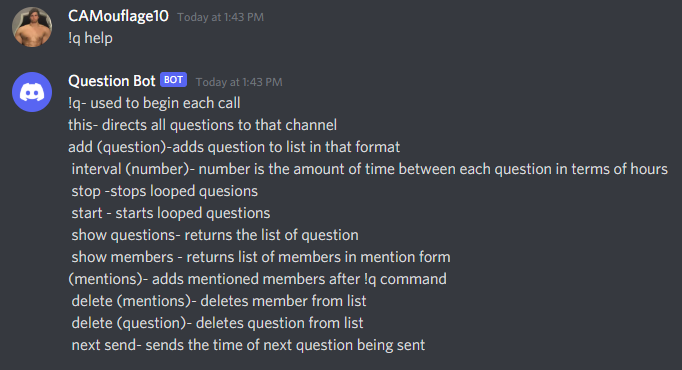 CAMouflage10 Today at 1:43 PM
!q help
Question Bot BOT Today at 1:43 PM
!q- used to begin each call
this- directs all questions to that channel
add (question)-adds question to list in that format
interval (number)- number is the amount of time between each question in terms of hours
stop -stops looped quesions
start - starts looped questions
show questions- returns the list of question
show members - returns list of members in mention form
(mentions)- adds mentioned members after !q command
delete (mentions)- deletes member from list
delete (question)- deletes question from list
next send- sends the time of next question being sent